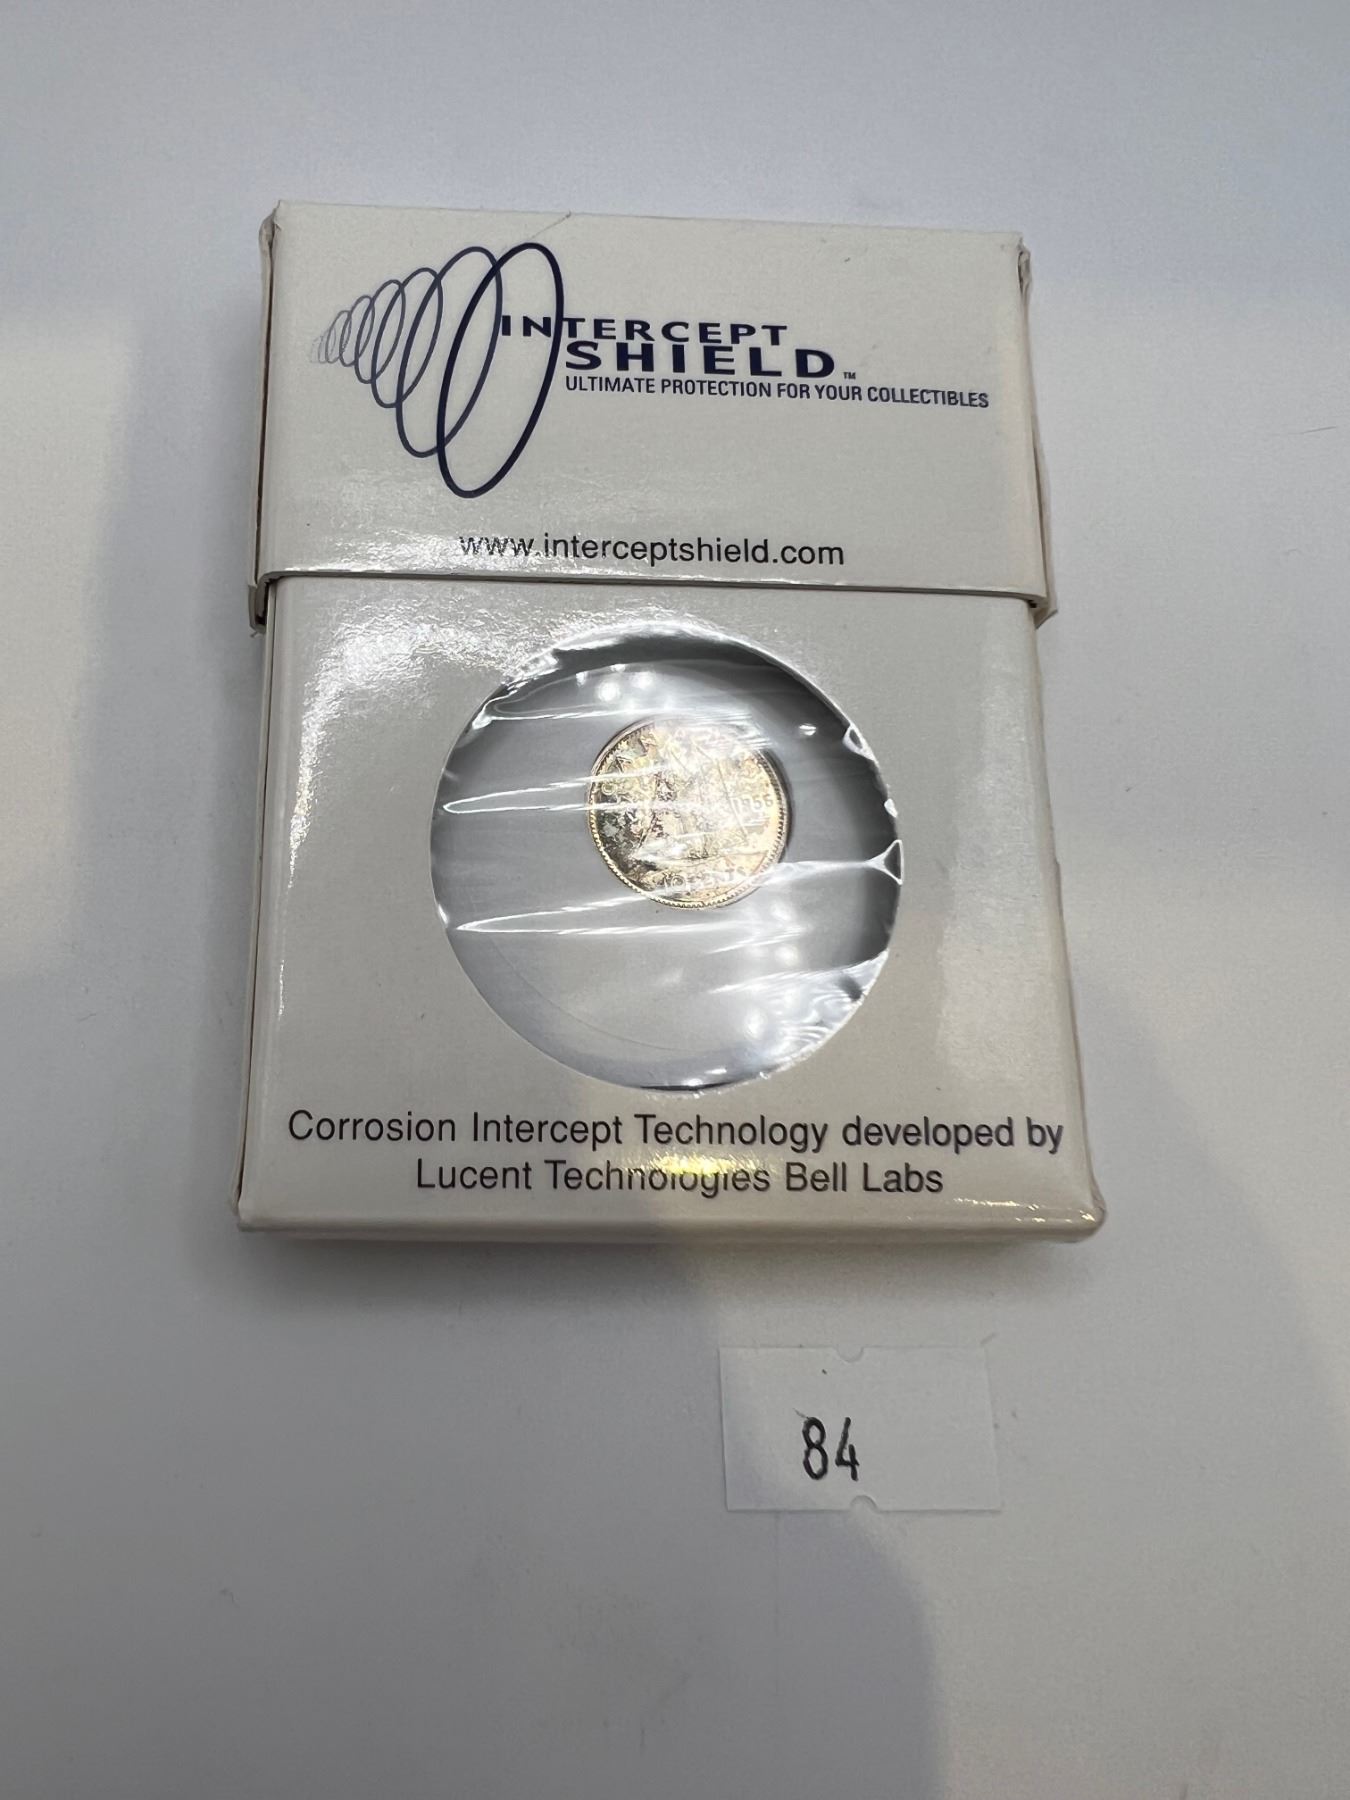 INTERCEPT
SHIELD™
ULTIMATE PROTECTION FOR YOUR COLLECTIBLES
www.interceptshield.com
Corrosion Intercept Technology developed by
Lucent Technologies Bell Labs
84